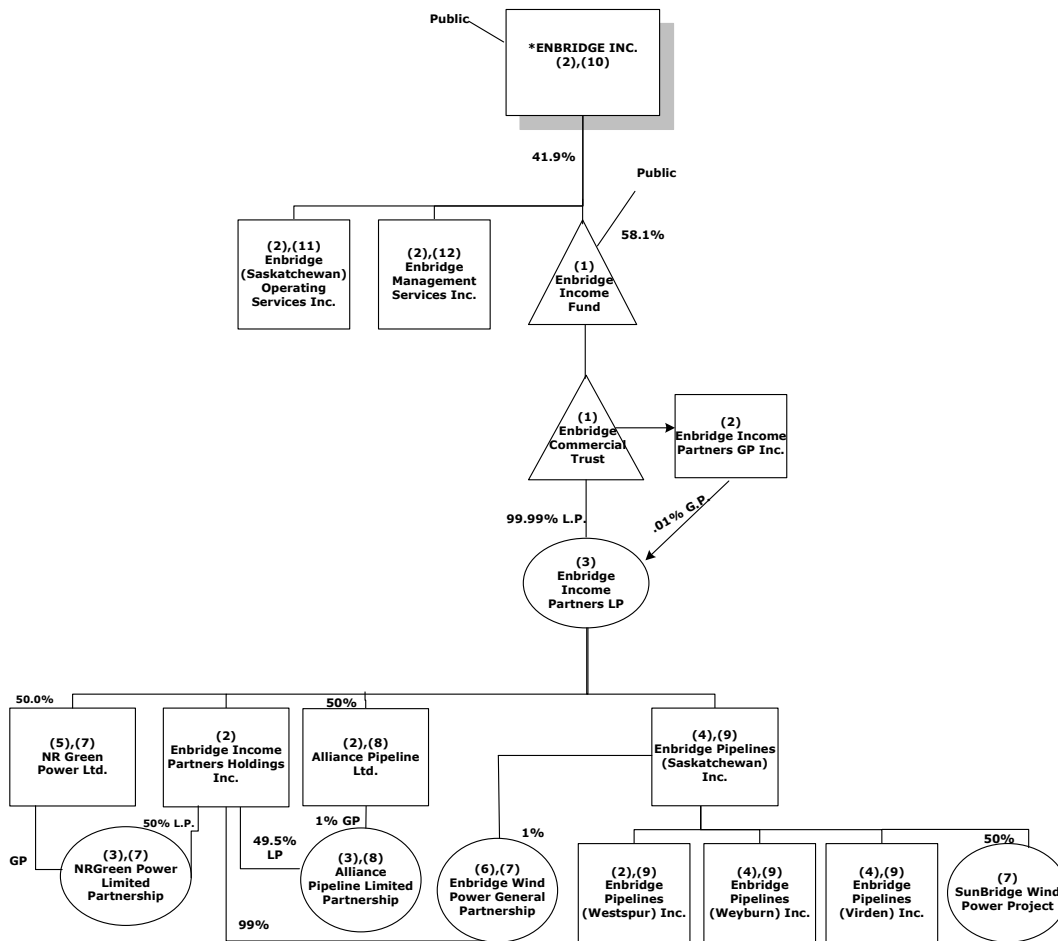 Public
*ENBRIDGE INC.
(2),(10)
41.9%
Public
58.1%
(2),(11)
Enbridge
(Saskatchewan)
Operating
Services Inc.
(2),(12)
Enbridge
Management
Services Inc.
(1)
Enbridge
Income
Fund
(1)
Enbridge
Commercial
Trust
(2)
Enbridge Income
Partners GP Inc.
99.99% L.P.
.01% G.P.
(3)
Enbridge
Income
Partners LP
50.0%
50%
(5),(7)
NR Green
Power Ltd.
(2)
Enbridge Income
Partners Holdings
Inc.
(2),(8)
Alliance Pipeline
Ltd.
(4),(9)
Enbridge Pipelines
(Saskatchewan)
Inc.
GP
50% L.P.
49.5%
LP
1% GP
1%
50%
(3),(7)
NRGreen Power
Limited
Partnership
(3),(8)
Alliance
Pipeline Limited
Partnership
(6),(7)
Enbridge Wind
Power General
Partnership
(2),(9)
Enbridge
Pipelines
(Westspur) Inc.
(4),(9)
Enbridge
Pipelines
(Weyburn) Inc.
(4),(9)
Enbridge
Pipelines
(Virden) Inc.
(7)
SunBridge Wind
Power Project
99%